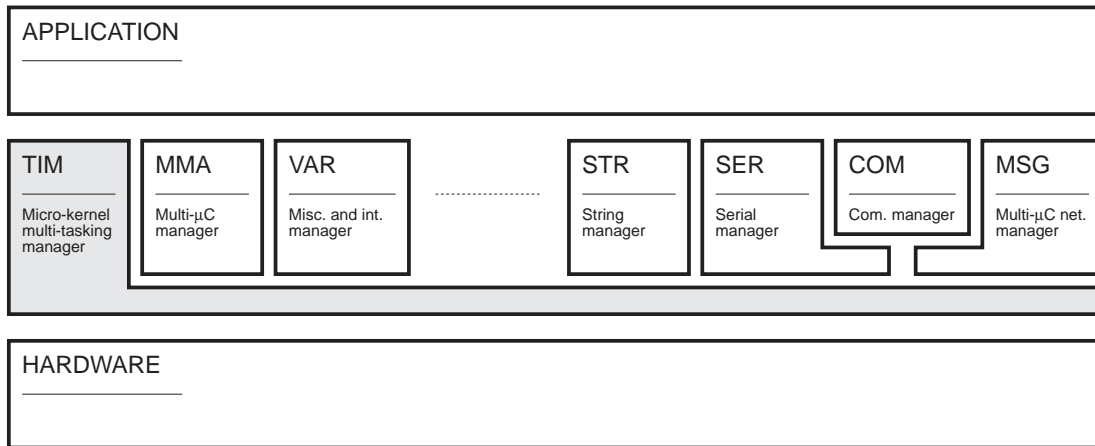 APPLICATION
TIM
Micro-kernel
multi-tasking
manager
MMA
Multi-μC
manager
VAR
Misc. and int.
manager
STR
String
manager
SER
Serial
manager
COM
Com. manager
MSG
Multi-μC net.
manager
HARDWARE